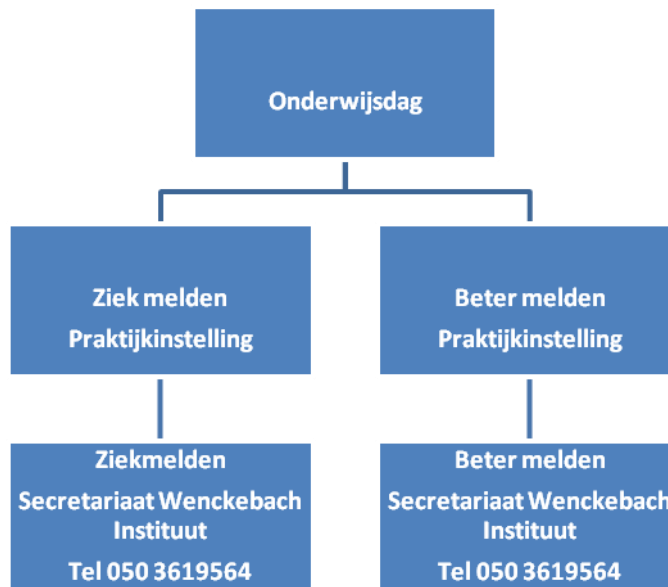 Onderwijsdag
Ziek melden
Praktijkinstelling
Beter melden
Praktijkinstelling
Ziekmelden
Secretariaat Wenckebach
Instituut
Tel 050 3619564
Beter melden
Secretariaat Wenckebach
Instituut
Tel 050 3619564